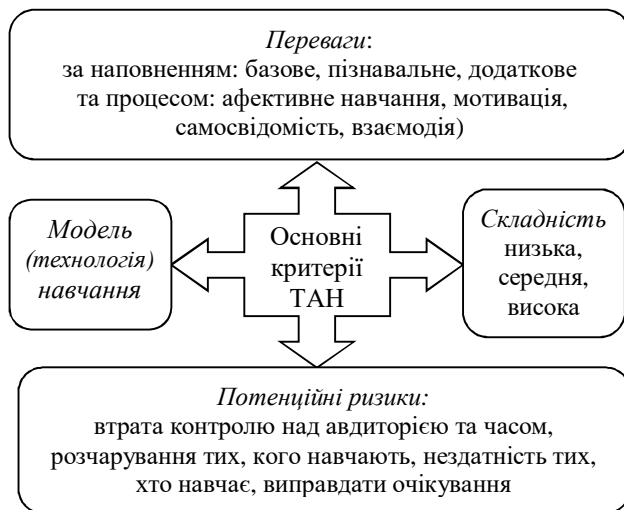 Переваги:
за наповненням: базове, пізнавальне, додаткове
та процесом: афективне навчання, мотивація,
самосвідомість, взаємодія)
Модель
(технологія)
навчання
Основні
критерії
ТАН
Складність
низька,
середня,
висока
Потенційні ризики:
втрата контролю над авдиторією та часом,
розчарування тих, кого навчають, нездатність тих,
хто навчає, виправдати очікування